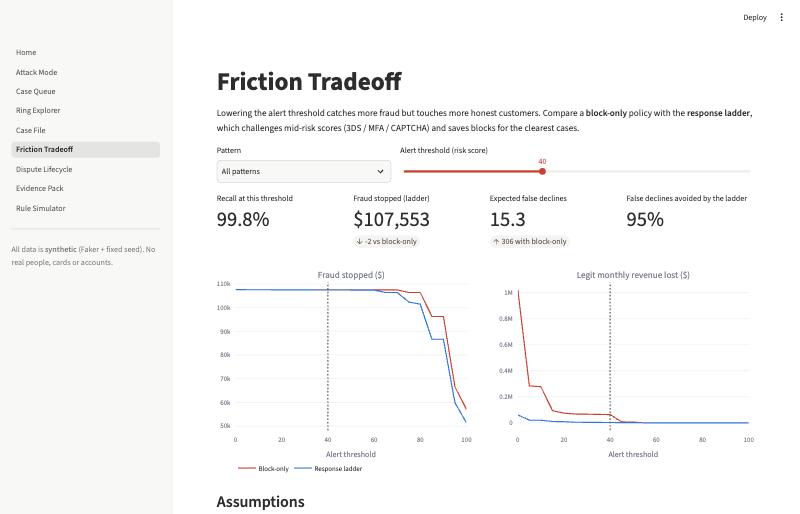 Deploy
Home
Attack Mode
Case Queue
Ring Explorer
Case File
Friction Tradeoff
Dispute Lifecycle
Evidence Pack
Rule Simulator
All data is synthetic (Faker + fixed seed). No
real people, cards or accounts.
Friction Tradeoff
Lowering the alert threshold catches more fraud but touches more honest customers. Compare a block-only policy with the response ladder,
which challenges mid-risk scores (3DS / MFA / CAPTCHA) and saves blocks for the clearest cases.
Pattern
All patterns
Alert threshold (risk score)
40
Recall at this threshold
99.8%
Fraud stopped (ladder)
$107,553
↓ -2 vs block-only
Expected false declines
15.3
↑ 306 with block-only
False declines avoided by the ladder
95%
Fraud stopped ($)
110k
100k
90k
80k
70k
60k
50k
0 20 40 60 80 100
Alert threshold
Block-only Response ladder
Legit monthly revenue lost ($)
1M
0.8M
0.6M
0.4M
0.2M
0
0 20 40 60 80 100
Alert threshold
Assumptions